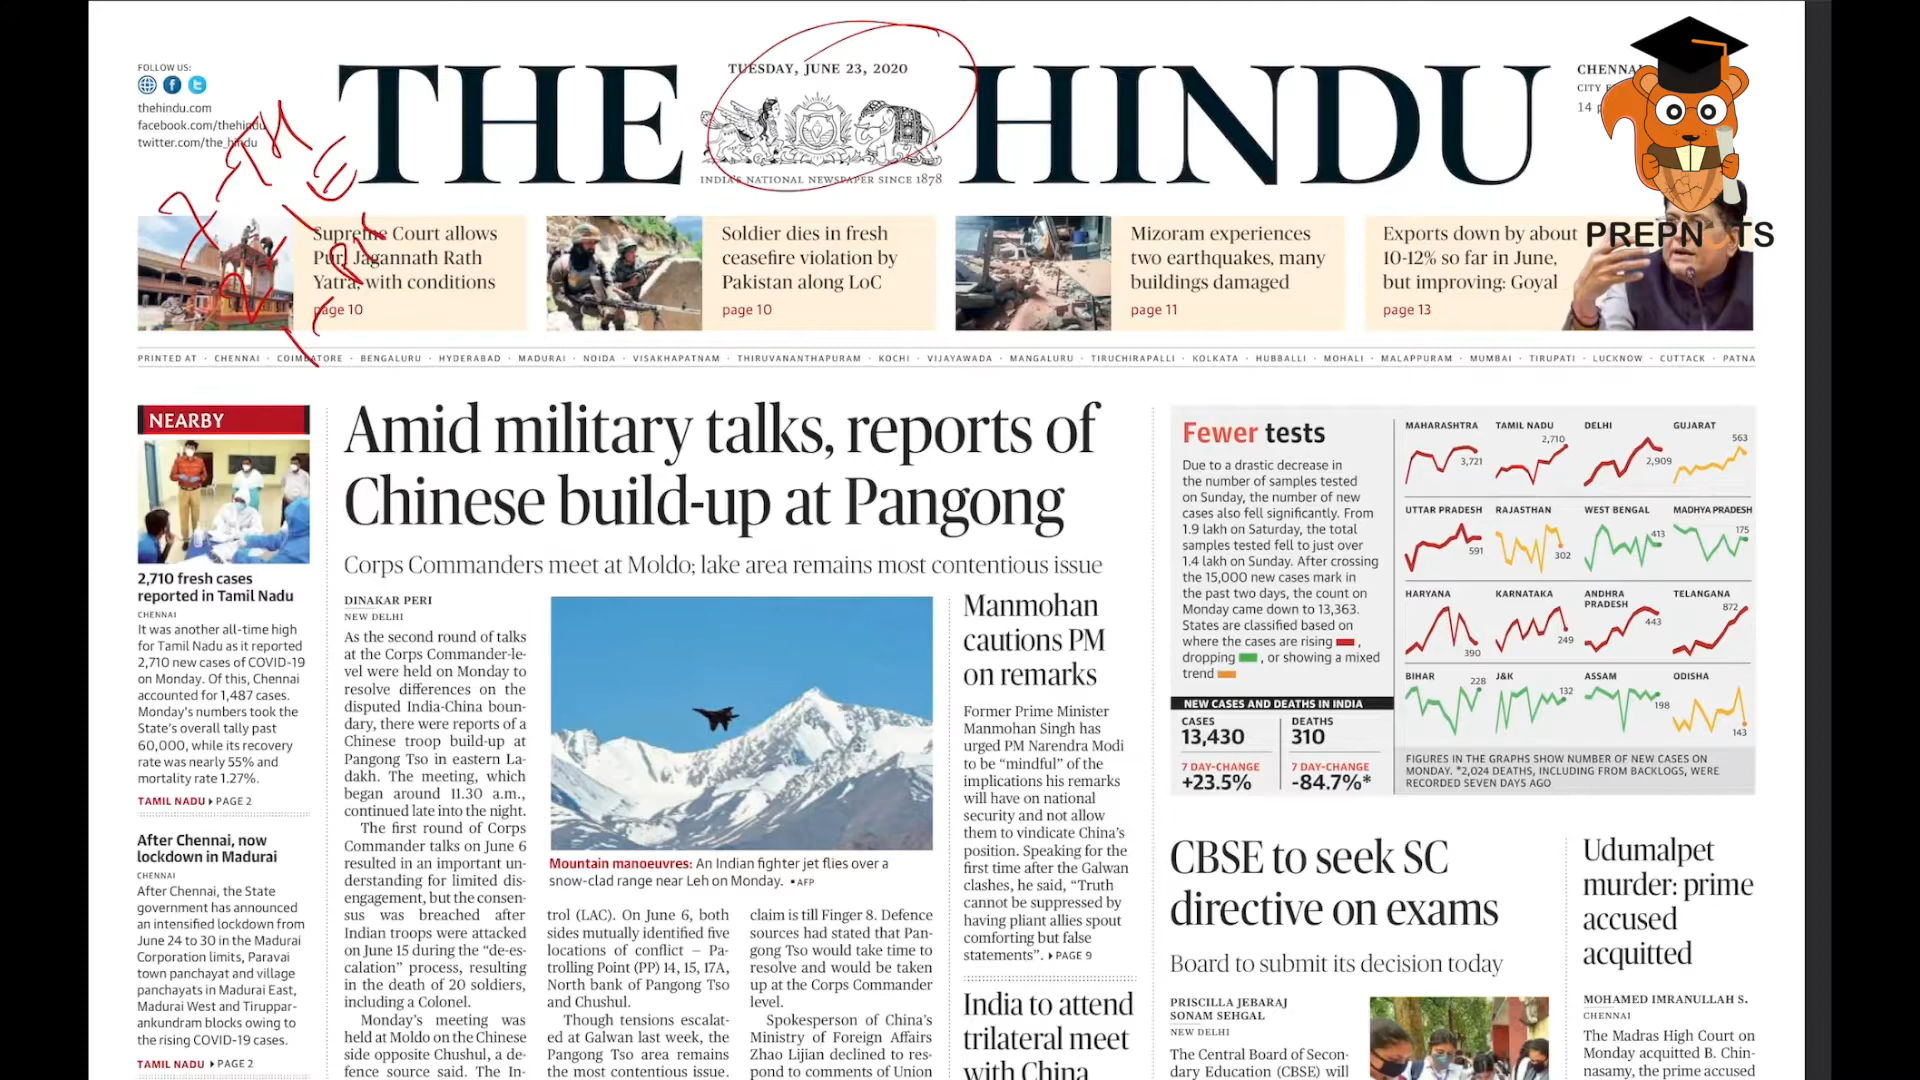 FOLLOW US:
thehindu.com
facebook.com/thehindu
twitter.com/the_hindu
THE HINDU
TUESDAY, JUNE 23, 2020
INDIA'S NATIONAL NEWSPAPER SINCE 1878
CHENNAI
PREPNUTS
Supreme Court allows
Puri Jagannath Rath
Yatra, with conditions
page 10
Soldier dies in fresh
ceasefire violation by
Pakistan along LoC
page 10
Mizoram experiences
two earthquakes, many
buildings damaged
page 11
Exports down by about
10-12% so far in June,
but improving: Goyal
page 13
PRINTED AT · CHENNAI · COIMBATORE · BENGALURU · HYDERABAD · MADURAI · NOIDA · VISAKHAPATNAM · THIRUVANANTHAPURAM · KOCHI · VIJAYAWADA · MANGALURU · TIRUCHIRAPALLI · KOLKATA · HUBBALLI · MOHALI · MALAPPURAM · MUMBAI · TIRUPATI · LUCKNOW · CUTTACK · PATNA
NEARBY
2,710 fresh cases
reported in Tamil Nadu
CHENNAI
It was another all-time high
for Tamil Nadu as it reported
2,710 new cases of COVID-19
on Monday. Of this, Chennai
accounted for 1,487 cases.
Monday's numbers took the
State's overall tally past
60,000, while its recovery
rate was nearly 55% and
mortality rate 1.27%.
TAMIL NADU PAGE 2
After Chennai, now
lockdown in Madurai
CHENNAI
After Chennai, the State
government has announced
an intensified lockdown from
June 24 to 30 in the Madurai
Corporation limits, Paravai
town panchayat and village
panchayats in Madurai East,
Madurai West and Tiruppar-
ankundram blocks owing to
the rising COVID-19 cases.
TAMIL NADU PAGE 2
Amid military talks, reports of
Chinese build-up at Pangong
Corps Commanders meet at Moldo; lake area remains most contentious issue
DINAKAR PERI
NEW DELHI
As the second round of talks
at the Corps Commander-le-
vel were held on Monday to
resolve differences on the
disputed India-China boun-
dary, there were reports of a
Chinese troop build-up at
Pangong Tso in eastern La-
dakh. The meeting, which
began around 11.30 a.m.,
continued late into the night.
The first round of Corps
Commander talks on June 6
resulted in an important un-
derstanding for limited dis-
engagement, but the consen-
sus was breached after
Indian troops were attacked
on June 15 during the “de-es-
calation” process, resulting
in the death of 20 soldiers,
including a Colonel.
Monday's meeting was
held at Moldo on the Chinese
side opposite Chushul, a de-
fence source said. The In-
Mountain manoeuvres: An Indian fighter jet flies over a
snow-clad range near Leh on Monday. ▪ AFP
trol (LAC). On June 6, both
sides mutually identified five
locations of conflict – Pa-
trolling Point (PP) 14, 15, 17A,
North bank of Pangong Tso
and Chushul.
Though tensions escalat-
ed at Galwan last week, the
Pangong Tso area remains
the most contentious issue.
claim is till Finger 8. Defence
sources had stated that Pan-
gong Tso would take time to
resolve and would be taken
up at the Corps Commander
level.
Spokesperson of China's
Ministry of Foreign Affairs
Zhao Lijian declined to res-
pond to comments of Union
Manmohan
cautions PM
on remarks
Former Prime Minister
Manmohan Singh has
urged PM Narendra Modi
to be “mindful” of the
implications his remarks
will have on national
security and not allow
them to vindicate China's
position. Speaking for the
first time after the Galwan
clashes, he said, “Truth
cannot be suppressed by
having pliant allies spout
comforting but false
statements”. PAGE 9
India to attend
trilateral meet
with China
Fewer tests
Due to a drastic decrease in
the number of samples tested
on Sunday, the number of new
cases also fell significantly. From
1.9 lakh on Saturday, the total
samples tested fell to just over
1.4 lakh on Sunday. After crossing
the 15,000 new cases mark in
the past two days, the count on
Monday came down to 13,363.
States are classified based on
where the cases are rising ,
dropping , or showing a mixed
trend
NEW CASES AND DEATHS IN INDIA
CASES
13,430
7 DAY-CHANGE
+23.5%
DEATHS
310
7 DAY-CHANGE
-84.7%*
MAHARASHTRA 3,721
TAMIL NADU 2,710
DELHI 2,909
GUJARAT 563
UTTAR PRADESH 591
RAJASTHAN 302
WEST BENGAL 413
MADHYA PRADESH 175
HARYANA 390
KARNATAKA 249
ANDHRA PRADESH 443
TELANGANA 872
BIHAR 228
J&K 132
ASSAM 198
ODISHA 143
FIGURES IN THE GRAPHS SHOW NUMBER OF NEW CASES ON
MONDAY. *2,024 DEATHS, INCLUDING FROM BACKLOGS, WERE
RECORDED SEVEN DAYS AGO
CBSE to seek SC
directive on exams
Board to submit its decision today
PRISCILLA JEBARAJ
SONAM SEHGAL
NEW DELHI
The Central Board of Secon-
dary Education (CBSE) will
Udumalpet
murder: prime
accused
acquitted
MOHAMED IMRANULLAH S.
CHENNAI
The Madras High Court on
Monday acquitted B. Chin-
nasamy, the prime accused